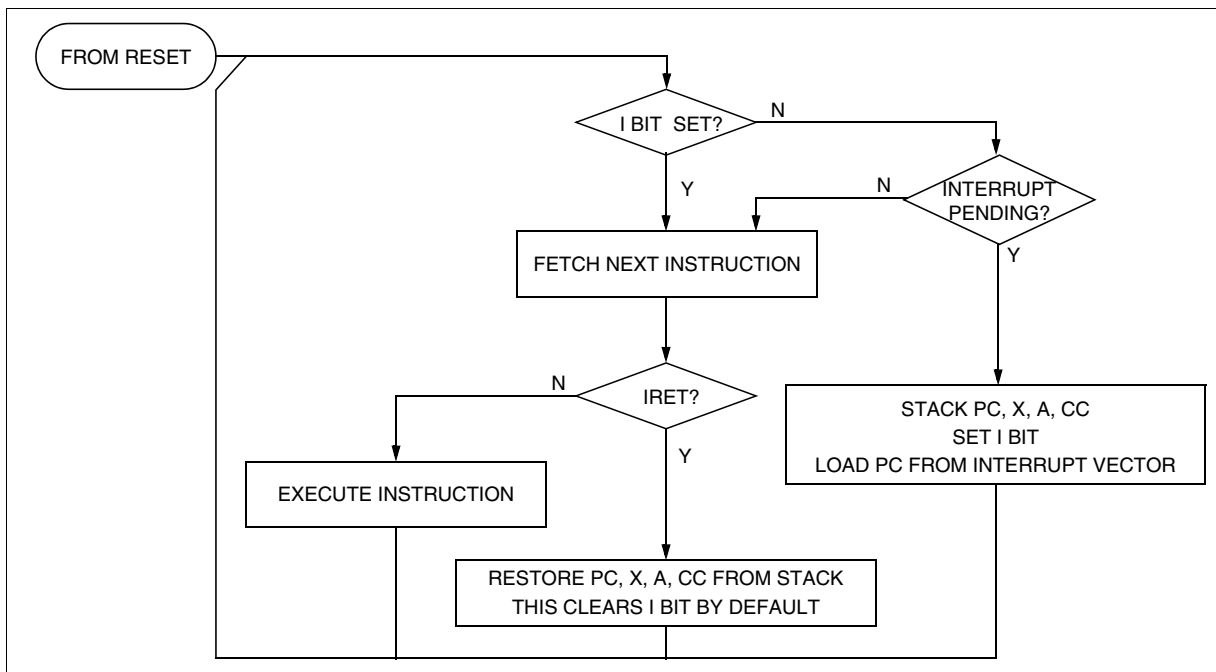 FROM RESET
I BIT SET?
N
Y
N
INTERRUPT
PENDING?
Y
FETCH NEXT INSTRUCTION
N
IRET?
Y
STACK PC, X, A, CC
SET I BIT
LOAD PC FROM INTERRUPT VECTOR
EXECUTE INSTRUCTION
RESTORE PC, X, A, CC FROM STACK
THIS CLEARS I BIT BY DEFAULT